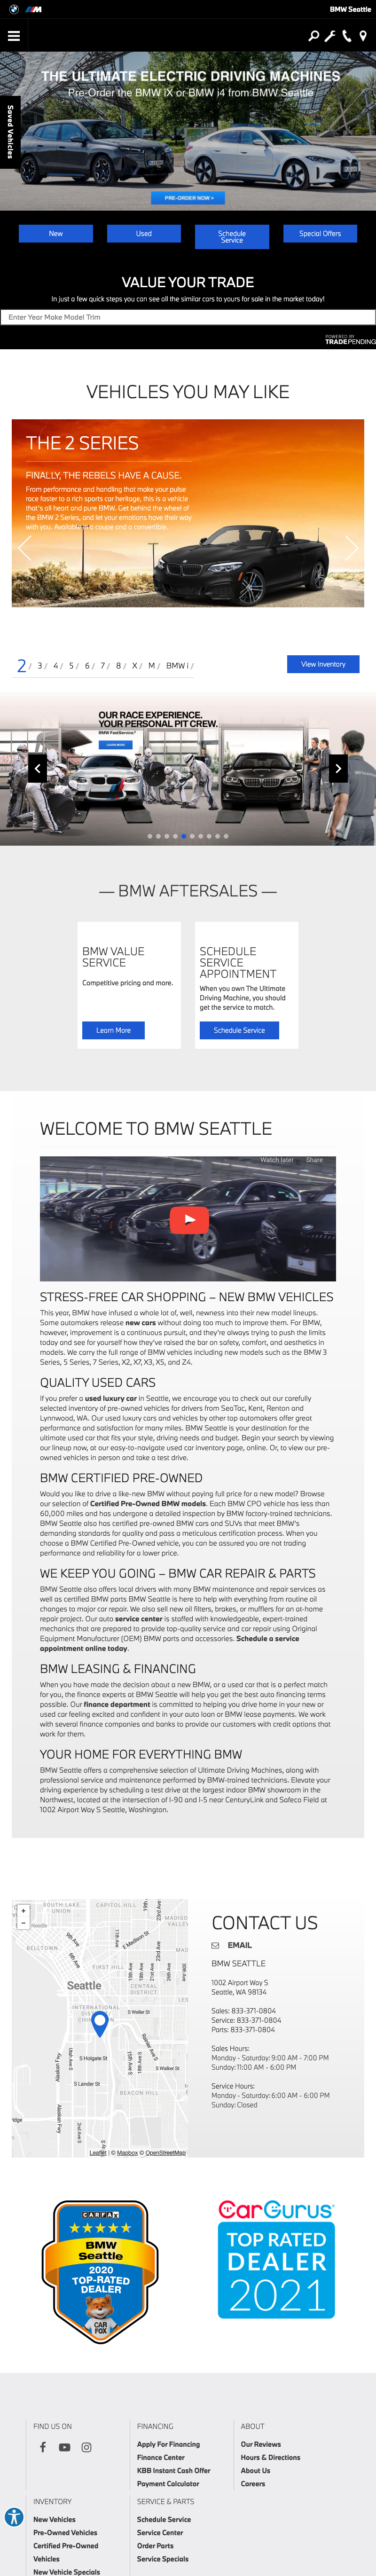 BMW Seattle
Saved Vehicles
THE ULTIMATE ELECTRIC DRIVING MACHINES
Pre-Order the BMW iX or BMW i4 from BMW Seattle
PRE-ORDER NOW >
New
Used
Schedule
Service
Special Offers
VALUE YOUR TRADE
In just a few quick steps you can see all the similar cars to yours for sale in the market today!
Enter Year Make Model Trim
POWERED BY
TRADEPENDING
VEHICLES YOU MAY LIKE
THE 2 SERIES
FINALLY, THE REBELS HAVE A CAUSE.
From performance and handling that make your pulse
race faster to a rich sports car heritage, this is a vehicle
that's all heart and pure BMW. Get behind the wheel of
the BMW 2 Series, and let your emotions have their way
with you. Available in a coupe and a convertible.
2 / 3 / 4 / 5 / 6 / 7 / 8 / X / M / BMW i /
View Inventory
OUR RACE EXPERIENCE.
YOUR PERSONAL PIT CREW.
BMW FastService.
LEARN MORE
— BMW AFTERSALES —
BMW VALUE
SERVICE
Competitive pricing and more.
Learn More
SCHEDULE
SERVICE
APPOINTMENT
When you own The Ultimate
Driving Machine, you should
get the service to match.
Schedule Service
WELCOME TO BMW SEATTLE
Watch later
Share
STRESS-FREE CAR SHOPPING – NEW BMW VEHICLES
This year, BMW have infused a whole lot of, well, newness into their new model lineups.
Some automakers release new cars without doing too much to improve them. For BMW,
however, improvement is a continuous pursuit, and they're always trying to push the limits
today and see for yourself how they've raised the bar on safety, comfort, and aesthetics in
models. We carry the full range of BMW vehicles including new models such as the BMW 3
Series, 5 Series, 7 Series, X2, X7, X3, X5, and Z4.
QUALITY USED CARS
If you prefer a used luxury car in Seattle, we encourage you to check out our carefully
selected inventory of pre-owned vehicles for drivers from SeaTac, Kent, Renton and
Lynnwood, WA. Our used luxury cars and vehicles by other top automakers offer great
performance and satisfaction for many miles. BMW Seattle is your destination for the
ultimate used car that fits your style, driving needs and budget. Begin your search by viewing
our lineup now, at our easy-to-navigate used car inventory page, online. Or, to view our pre-
owned vehicles in person and take a test drive.
BMW CERTIFIED PRE-OWNED
Would you like to drive a like-new BMW without paying full price for a new model? Browse
our selection of Certified Pre-Owned BMW models. Each BMW CPO vehicle has less than
60,000 miles and has undergone a detailed inspection by BMW factory-trained technicians.
BMW Seattle also has certified pre-owned BMW cars and SUVs that meet BMW's
demanding standards for quality and pass a meticulous certification process. When you
choose a BMW Certified Pre-Owned vehicle, you can be assured you are not trading
performance and reliability for a lower price.
WE KEEP YOU GOING – BMW CAR REPAIR & PARTS
BMW Seattle also offers local drivers with many BMW maintenance and repair services as
well as certified BMW parts BMW Seattle is here to help with everything from routine oil
changes to major car repair. We also sell new oil filters, brakes, or mufflers for an at-home
repair project. Our auto service center is staffed with knowledgeable, expert-trained
mechanics that are prepared to provide top-quality service and car repair using Original
Equipment Manufacturer (OEM) BMW parts and accessories. Schedule a service
appointment online today.
BMW LEASING & FINANCING
When you have made the decision about a new BMW, or a used car that is a perfect match
for you, the finance experts at BMW Seattle will help you get the best auto financing terms
possible. Our finance department is committed to helping you drive home in your new or
used car feeling excited and confident in your auto loan or BMW lease payments. We work
with several finance companies and banks to provide our customers with credit options that
work for them.
YOUR HOME FOR EVERYTHING BMW
BMW Seattle offers a comprehensive selection of Ultimate Driving Machines, along with
professional service and maintenance performed by BMW-trained technicians. Elevate your
driving experience by scheduling a test drive at the largest indoor BMW showroom in the
Northwest, located at the intersection of I-90 and I-5 near CenturyLink and Safeco Field at
1002 Airport Way S Seattle, Washington.
SOUTH LAKE
UNION
CAPITOL HILL
MADISON
VALLEY
BELLTOWN
E Madison St
FIRST HILL
CENTRAL
DISTRICT
Seattle
INTERNATIONAL
DISTRICT
S Weller St
S Holgate St
S Walker St
S Lander St
BEACON HILL
Rainier Ave S
Alaskan Fwy
Leaflet | © Mapbox © OpenStreetMap
CONTACT US
EMAIL
BMW SEATTLE
1002 Airport Way S
Seattle, WA 98134
Sales: 833-371-0804
Service: 833-371-0804
Parts: 833-371-0804
Sales Hours:
Monday - Saturday: 9:00 AM - 7:00 PM
Sunday: 11:00 AM - 6:00 PM
Service Hours:
Monday - Saturday: 6:00 AM - 6:00 PM
Sunday: Closed
CARFAX
BMW
Seattle
2020
TOP-RATED
DEALER
CAR
FOX
CarGurus
TOP RATED
DEALER
2021
FIND US ON
FINANCING
Apply For Financing
Finance Center
KBB Instant Cash Offer
Payment Calculator
ABOUT
Our Reviews
Hours & Directions
About Us
Careers
INVENTORY
New Vehicles
Pre-Owned Vehicles
Certified Pre-Owned
Vehicles
New Vehicle Specials
SERVICE & PARTS
Schedule Service
Service Center
Order Parts
Service Specials